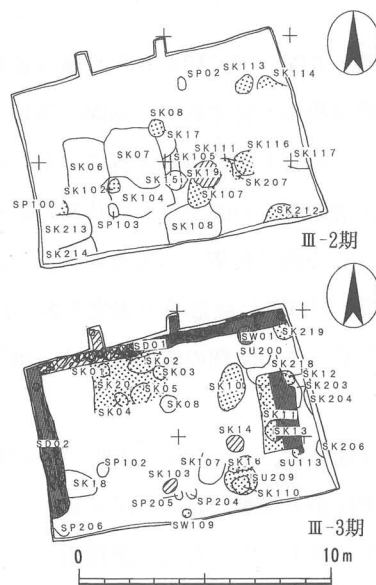 SP02
SK113
SK114
SK08
SK17
SK111
SK116
SK105
SK117
SK06
SK07
SK19
SK102
SK15
SK207
SK104
SK107
SP100
SP103
SK213
SK108
SK212
SK214
III-2期
SD01
SW01
SK219
SK02
SU200
SK01
SK03
SK218
SK20
SK05
SK10
SK12
SK203
SK04
SK08
SK204
SK11
SK14
SK13
SD02
SP102
SK107
SK16
SK206
SK103
SU113
SK18
SU209
SP205
SP204
SK110
SP206
SW109
III-3期
0
10m